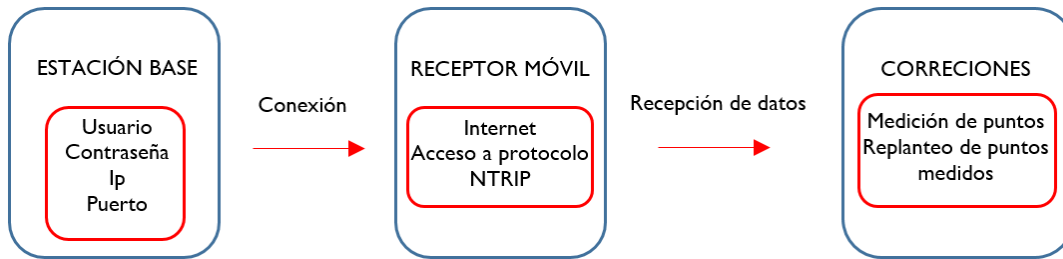 ESTACIÓN BASE
Usuario
Contraseña
Ip
Puerto
Conexión
RECEPTOR MÓVIL
Internet
Acceso a protocolo
NTRIP
Recepción de datos
CORRECIONES
Medición de puntos
Replanteo de puntos
medidos